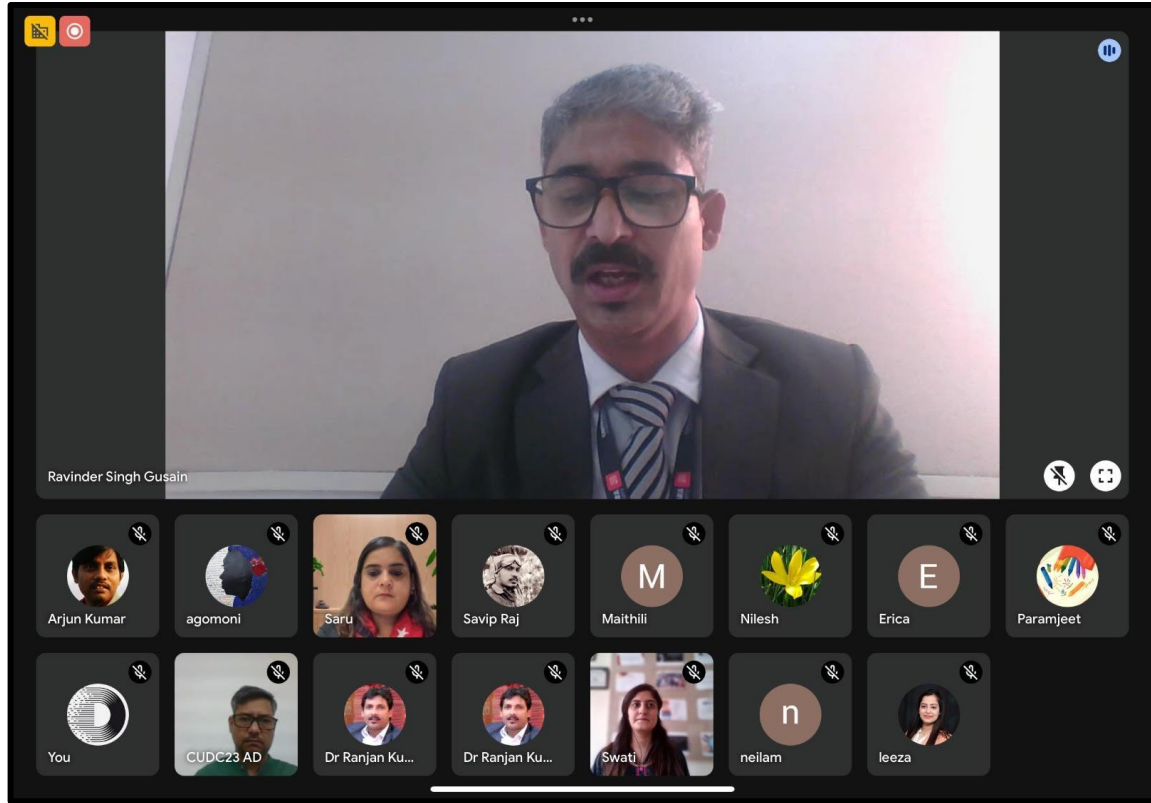 Ravinder Singh Gusain
Arjun Kumar
agomoni
Saru
Savip Raj
M
Maithili
Nilesh
E
Erica
Paramjeet
You
CUDC23 AD
Dr Ranjan Ku...
Dr Ranjan Ku...
Swati
n
neilam
leeza